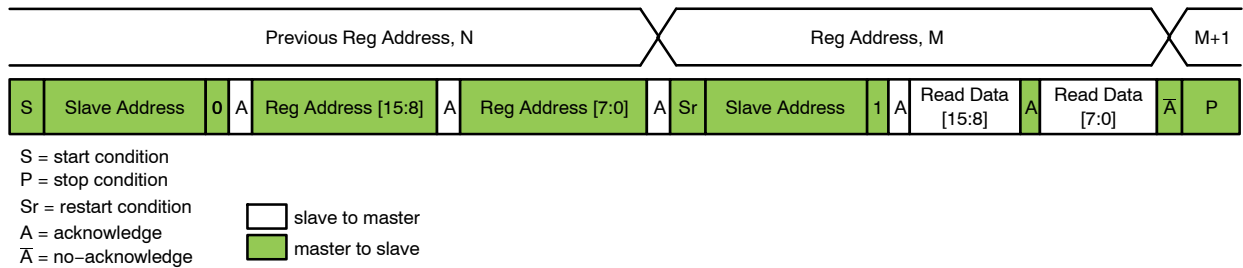 Previous Reg Address, N Reg Address, M M+1
S Slave Address 0 A Reg Address [15:8] A Reg Address [7:0] A Sr Slave Address 1 A Read Data [15:8] A Read Data [7:0] A̅ P
S = start condition
P = stop condition
Sr = restart condition
A = acknowledge
A̅ = no−acknowledge
slave to master
master to slave